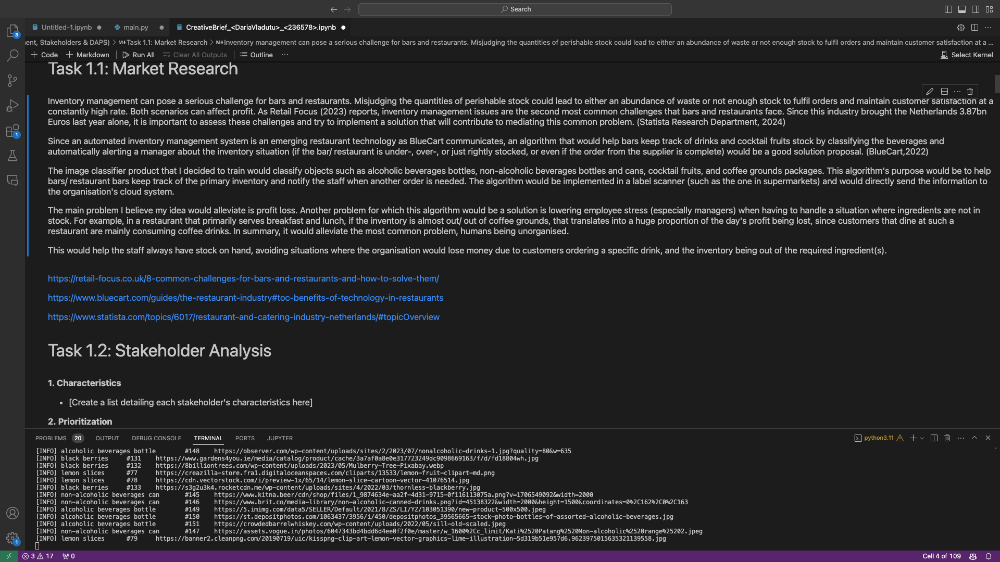 Search
Untitled-1.ipynb
main.py
CreativeBrief_<DariaVladutu>_<236578>.ipynb
3
ent, Stakeholders & DAPS) > M↓Task 1.1: Market Research > M↓Inventory management can pose a serious challenge for bars and restaurants. Misjudging the quantities of perishable stock could lead to either an abundance of waste or not enough stock to fulfil orders and maintain customer satisfaction at a ...
+ Code + Markdown Run All Clear All Outputs Outline ... Select Kernel
Task 1.1: Market Research
Inventory management can pose a serious challenge for bars and restaurants. Misjudging the quantities of perishable stock could lead to either an abundance of waste or not enough stock to fulfil orders and maintain customer satisfaction at a
constantly high rate. Both scenarios can affect profit. As Retail Focus (2023) reports, inventory management issues are the second most common challenges that bars and restaurants face. Since this industry brought the Netherlands 3.87bn
Euros last year alone, it is important to assess these challenges and try to implement a solution that will contribute to mediating this common problem. (Statista Research Department, 2024)
1
Since an automated inventory management system is an emerging restaurant technology as BlueCart communicates, an algorithm that would help bars keep track of drinks and cocktail fruits stock by classifying the beverages and
automatically alerting a manager about the inventory situation (if the bar/ restaurant is under-, over-, or just rightly stocked, or even if the order from the supplier is complete) would be a good solution proposal. (BlueCart,2022)
The image classifier product that I decided to train would classify objects such as alcoholic beverages bottles, non-alcoholic beverages bottles and cans, cocktail fruits, and coffee grounds packages. This algorithm's purpose would be to help
bars/ restaurant bars keep track of the primary inventory and notify the staff when another order is needed. The algorithm would be implemented in a label scanner (such as the one in supermarkets) and would directly send the information to
the organisation's cloud system.
The main problem I believe my idea would alleviate is profit loss. Another problem for which this algorithm would be a solution is lowering employee stress (especially managers) when having to handle a situation where ingredients are not in
stock. For example, in a restaurant that primarily serves breakfast and lunch, if the inventory is almost out/ out of coffee grounds, that translates into a huge proportion of the day's profit being lost, since customers that dine at such a
restaurant are mainly consuming coffee drinks. In summary, it would alleviate the most common problem, humans being unorganised.
This would help the staff always have stock on hand, avoiding situations where the organisation would lose money due to customers ordering a specific drink, and the inventory being out of the required ingredient(s).
https://retail-focus.co.uk/8-common-challenges-for-bars-and-restaurants-and-how-to-solve-them/
https://www.bluecart.com/guides/the-restaurant-industry#toc-benefits-of-technology-in-restaurants
https://www.statista.com/topics/6017/restaurant-and-catering-industry-netherlands/#topicOverview
Task 1.2: Stakeholder Analysis
1. Characteristics
• [Create a list detailing each stakeholder's characteristics here]
2. Prioritization
PROBLEMS 20 OUTPUT DEBUG CONSOLE TERMINAL PORTS JUPYTER python3.11
[INFO] alcoholic beverages bottle #148 https://observer.com/wp-content/uploads/sites/2/2023/07/nonalcoholic-drinks-1.jpg?quality=80&w=635
[INFO] black berries #131 https://www.gardens4you.ie/media/catalog/product/cache/3a7af0a8e0e317723249dc9098669163/f/d/fd18804wh.jpg
[INFO] black berries #132 https://8billiontrees.com/wp-content/uploads/2023/05/Mulberry-Tree-Pixabay.webp
[INFO] lemon slices #77 https://creazilla-store.fra1.digitaloceanspaces.com/cliparts/13533/lemon-fruit-clipart-md.png
[INFO] lemon slices #78 https://cdn.vectorstock.com/i/preview-1x/65/14/lemon-slice-cartoon-vector-41076514.jpg
[INFO] black berries #133 https://s3g2u3k4.rocketcdn.me/wp-content/uploads/sites/4/2022/03/thornless-blackberry.jpg
[INFO] non-alcoholic beverages can #145 https://www.kitna.beer/cdn/shop/files/1_9874634e-aa2f-4d31-9715-0f116113075a.png?v=1706549092&width=2000
[INFO] non-alcoholic beverages can #146 https://www.brit.co/media-library/non-alcoholic-canned-drinks.png?id=45138322&width=2000&height=1500&coordinates=0%2C162%2C0%2C163
[INFO] alcoholic beverages bottle #149 https://5.imimg.com/data5/SELLER/Default/2021/8/ZS/LI/YZ/103051390/new-product-500x500.jpeg
[INFO] alcoholic beverages bottle #150 https://st.depositphotos.com/1063437/3956/i/450/depositphotos_39565665-stock-photo-bottles-of-assorted-alcoholic-beverages.jpg
[INFO] alcoholic beverages bottle #151 https://crowdedbarrelwhiskey.com/wp-content/uploads/2022/05/sill-old-scaled.jpeg
[INFO] non-alcoholic beverages can #147 https://assets.vogue.in/photos/6047343bd4bdd6d4ee0f2f0e/master/w_1600%2Cc_limit/Kati%2520Patang%2520Non-alcoholic%2520range%25202.jpeg
[INFO] lemon slices #79 https://banner2.cleanpng.com/20190719/uic/kisspng-clip-art-lemon-vector-graphics-lime-illustration-5d319b51e957d6.9623975015635321139558.jpg
1
3 17 0 Cell 4 of 109